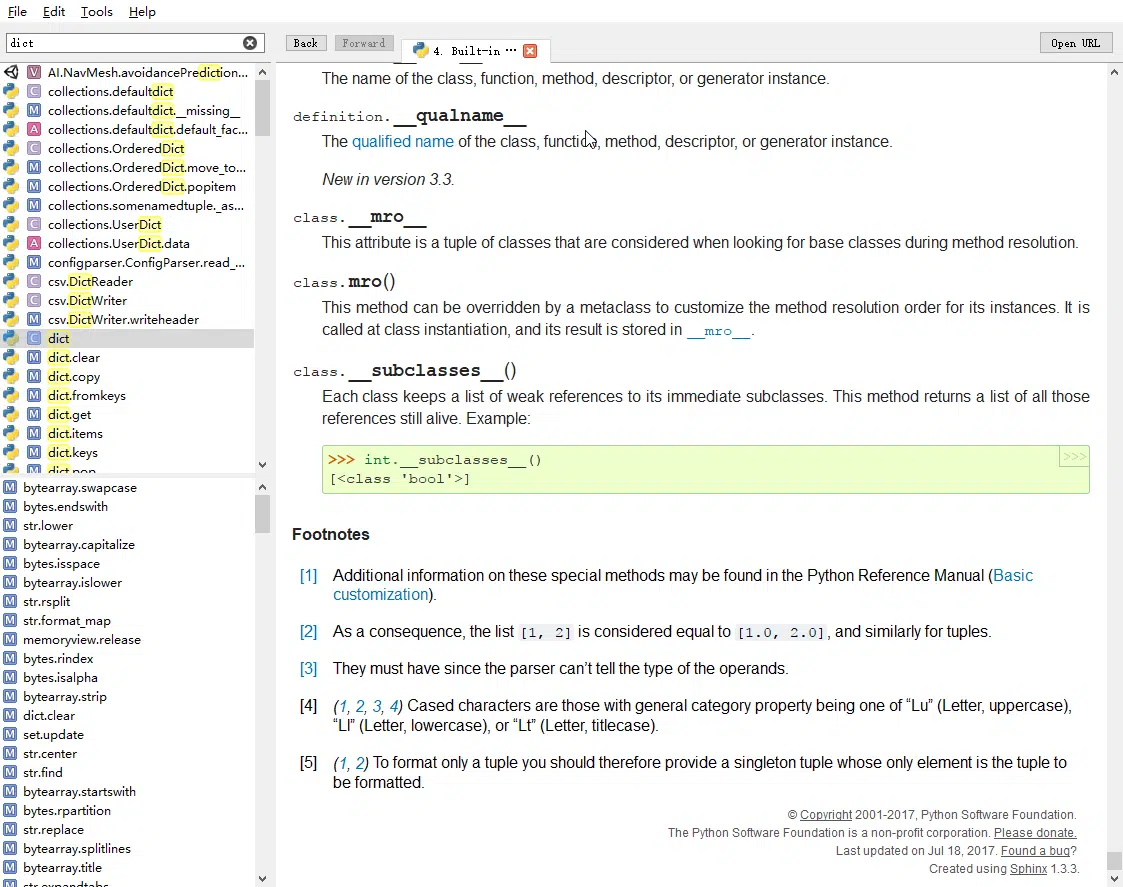 File Edit Tools Help
dict
Back Forward 4. Built-in ··· Open URL
AI.NavMesh.avoidancePrediction...
collections.defaultdict
collections.defaultdict.__missing__
collections.defaultdict.default_fac...
collections.OrderedDict
collections.OrderedDict.move_to...
collections.OrderedDict.popitem
collections.somenamedtuple._as...
collections.UserDict
collections.UserDict.data
configparser.ConfigParser.read_...
csv.DictReader
csv.DictWriter
csv.DictWriter.writeheader
dict
dict.clear
dict.copy
dict.fromkeys
dict.get
dict.items
dict.keys
dict.pop
bytearray.swapcase
bytes.endswith
str.lower
bytearray.capitalize
bytes.isspace
bytearray.islower
str.rsplit
str.format_map
memoryview.release
bytes.rindex
bytes.isalpha
bytearray.strip
dict.clear
set.update
str.center
str.find
bytearray.startswith
bytes.rpartition
str.replace
bytearray.splitlines
bytearray.title
str.expandtabs
The name of the class, function, method, descriptor, or generator instance.
definition.__qualname__
The qualified name of the class, function, method, descriptor, or generator instance.
New in version 3.3.
class.__mro__
This attribute is a tuple of classes that are considered when looking for base classes during method resolution.
class.mro()
This method can be overridden by a metaclass to customize the method resolution order for its instances. It is
called at class instantiation, and its result is stored in __mro__.
class.__subclasses__()
Each class keeps a list of weak references to its immediate subclasses. This method returns a list of all those
references still alive. Example:
>>> int.__subclasses__() >>>
[<class 'bool'>]
Footnotes
[1] Additional information on these special methods may be found in the Python Reference Manual (Basic
customization).
[2] As a consequence, the list [1, 2] is considered equal to [1.0, 2.0], and similarly for tuples.
[3] They must have since the parser can’t tell the type of the operands.
[4] (1, 2, 3, 4) Cased characters are those with general category property being one of “Lu” (Letter, uppercase),
“Ll” (Letter, lowercase), or “Lt” (Letter, titlecase).
[5] (1, 2) To format only a tuple you should therefore provide a singleton tuple whose only element is the tuple to
be formatted.
© Copyright 2001-2017, Python Software Foundation.
The Python Software Foundation is a non-profit corporation. Please donate.
Last updated on Jul 18, 2017. Found a bug?
Created using Sphinx 1.3.3.